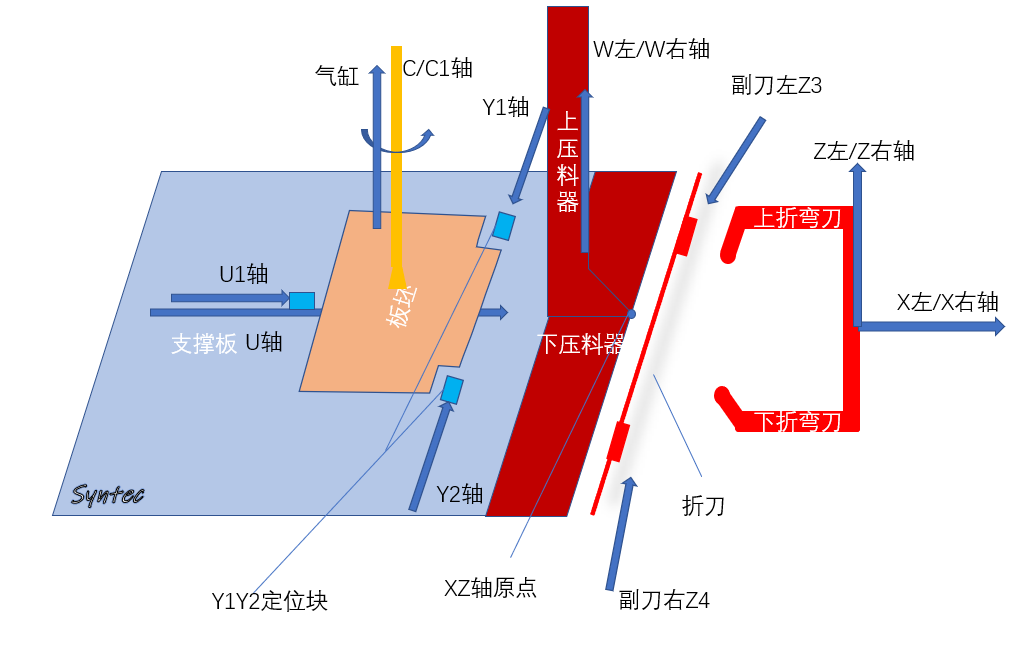 W左/W右轴
C/C1轴
气缸
副刀左Z3
Y1轴
上压料器
Z左/Z右轴
上折弯刀
U1轴
板坯
X左/X右轴
支撑板
U轴
下压料器
下折弯刀
Syntec
Y2轴
折刀
XZ轴原点
Y1Y2定位块
副刀右Z4